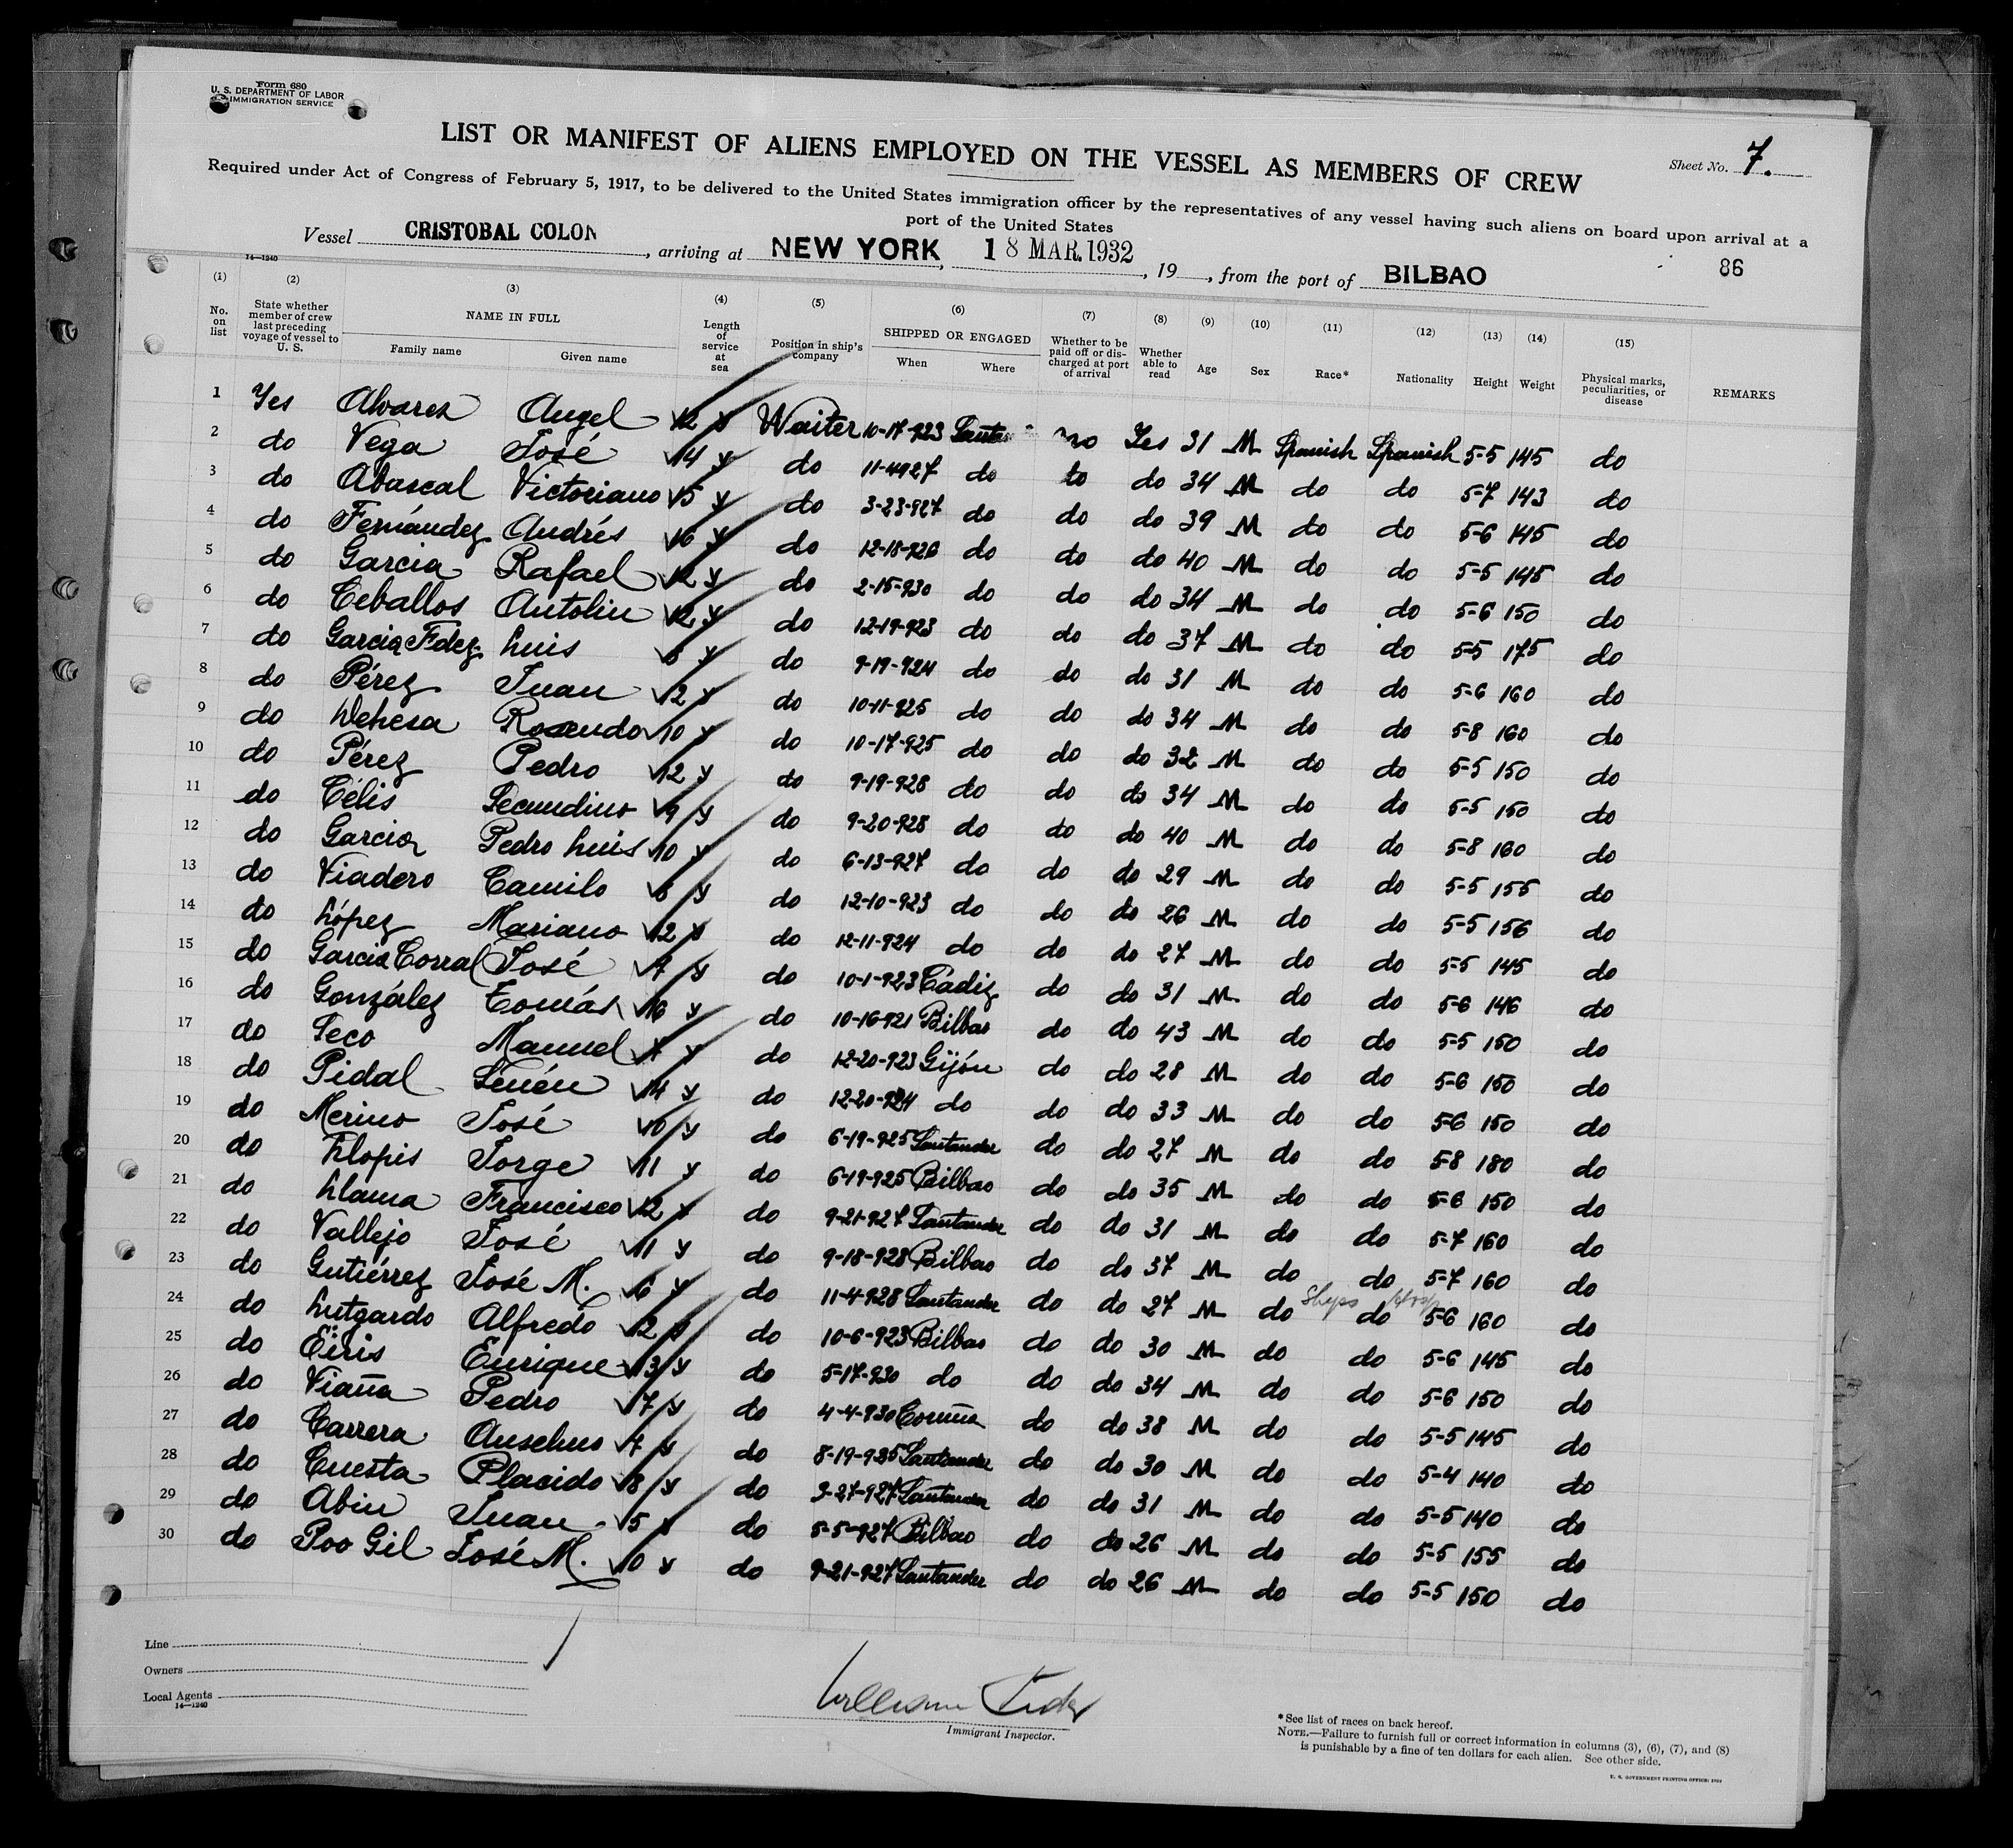 Form 680
U. S. DEPARTMENT OF LABOR
IMMIGRATION SERVICE
LIST OR MANIFEST OF ALIENS EMPLOYED ON THE VESSEL AS MEMBERS OF CREW
Sheet No. 7.
Required under Act of Congress of February 5, 1917, to be delivered to the United States immigration officer by the representatives of any vessel having such aliens on board upon arrival at a
port of the United States
Vessel CRISTOBAL COLON, arriving at NEW YORK, 18 MAR. 1932, 19, from the port of BILBAO
86
14—1240
(1) (2) (3) (4) (5) (6) (7) (8) (9) (10) (11) (12) (13) (14) (15)
No. on list State whether member of crew last preceding voyage of vessel to U. S. NAME IN FULL Family name Given name Length of service at sea Position in ship's company SHIPPED OR ENGAGED When Where Whether to be paid off or discharged at port of arrival Whether able to read Age Sex Race* Nationality Height Weight Physical marks, peculiarities, or disease REMARKS
1 Yes Alvarez Angel 12 y Waiter 10-17-923 no Yes 31 M Spanish Spanish 5-5 145 do
2 do Vega José 14 y do 11-4927 do do do 34 M do do 5-7 143 do
3 do Abascal Victoriano 15 y do 3-23-927 do do do 39 M do do 5-6 145 do
4 do Fernández Andrés 16 y do 12-18-926 do do do 40 M do do 5-5 145 do
5 do Garcia Rafael 12 y do 2-15-930 do do do 34 M do do 5-6 150 do
6 do Ceballos Antolin 12 y do 12-19-923 do do do 37 M do do 5-5 175 do
7 do Garcia Fdez. Luis 8 y do 9-19-924 do do do 31 M do do 5-6 160 do
8 do Pérez Juan 12 y do 10-11-925 do do do 34 M do do 5-8 160 do
9 do Dehesa Rosendo 10 y do 10-17-925 do do do 32 M do do 5-5 150 do
10 do Pérez Pedro 12 y do 9-19-928 do do do 34 M do do 5-5 150 do
11 do Célis Secundino 9 y do 9-20-928 do do do 40 M do do 5-8 160 do
12 do Garcia Pedro Luis 10 y do 6-13-927 do do do 29 M do do 5-5 155 do
13 do Viadero Camilo 8 y do 12-10-923 do do do 26 M do do 5-5 156 do
14 do López Mariano 12 y do 12-11-924 do do do 27 M do do 5-5 145 do
15 do Garcia Corral José 7 y do 10-1-923 Cádiz do do 31 M do do 5-6 146 do
16 do González Tomás 16 y do 10-16-921 Bilbao do do 43 M do do 5-5 150 do
17 do Seco Manuel y do 12-20-923 Gijón do do 28 M do do 5-6 150 do
18 do Pidal Senén 14 y do 12-20-924 do do do 33 M do do 5-6 150 do
19 do Merino José 10 y do 6-19-925 Santander do do 27 M do do 5-8 180 do
20 do Llopis Jorge 11 y do 6-19-925 Bilbao do do 35 M do do 5-6 150 do
21 do Llama Francisco 12 y do 9-21-927 Santander do do 31 M do do 5-7 160 do
22 do Vallejo José 11 y do 9-18-928 Bilbao do do 37 M do do 5-7 160 do
23 do Gutiérrez José M. 6 y do 11-4-928 Santander do do 27 M do do 5-6 160 do
24 do Lutgardo Alfredo 12 y do 10-6-923 Bilbao do do 30 M do do 5-6 145 do
25 do Eiris Enrique 13 y do 5-17-930 do do do 34 M do do 5-6 150 do
26 do Viaña Pedro 7 y do 4-4-930 Coruña do do 38 M do do 5-5 145 do
27 do Carrera Anselmo 7 y do 8-19-925 Santander do do 30 M do do 5-4 140 do
28 do Cuesta Placido 8 y do 3-27-927 Santander do do 31 M do do 5-5 140 do
29 do Abin Juan 5 y do 5-5-927 Bilbao do do 26 M do do 5-5 155 do
30 do Poo Gil José M. 10 y do 9-21-927 Santander do do 26 M do do 5-5 150 do
Line
Owners
Local Agents
14—1240
William
Immigrant Inspector.
*See list of races on back hereof.
NOTE.—Failure to furnish full or correct information in columns (3), (6), (7), and (8)
is punishable by a fine of ten dollars for each alien. See other side.
U. S. GOVERNMENT PRINTING OFFICE: